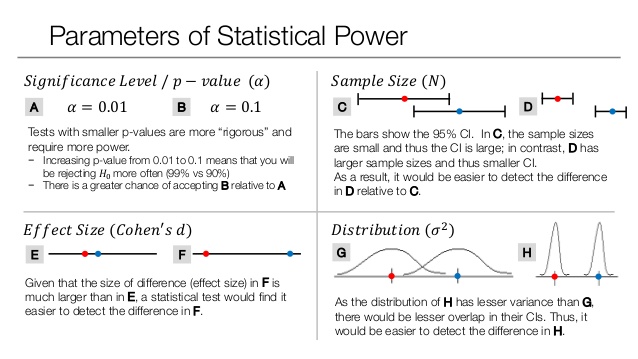 Parameters of Statistical Power
Significance Level / p − value (α)
A α = 0.01 B α = 0.1
Tests with smaller p-values are more “rigorous” and
require more power.
− Increasing p-value from 0.01 to 0.1 means that you will
be rejecting H₀ more often (99% vs 90%)
− There is a greater chance of accepting B relative to A
Sample Size (N)
C D
The bars show the 95% CI. In C, the sample sizes
are small and thus the CI is large; in contrast, D has
larger sample sizes and thus smaller CI.
As a result, it would be easier to detect the difference
in D relative to C.
Effect Size (Cohen's d)
E F
Given that the size of difference (effect size) in F is
much larger than in E, a statistical test would find it
easier to detect the difference in F.
Distribution (σ²)
G H
As the distribution of H has lesser variance than G,
there would be lesser overlap in their CIs. Thus, it
would be easier to detect the difference in H.